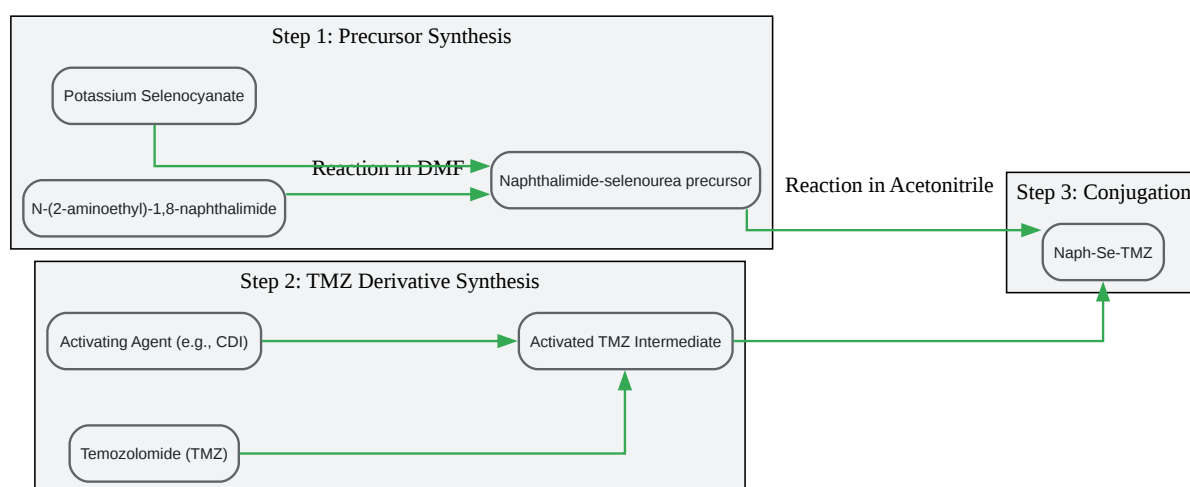 Step 1: Precursor Synthesis
Potassium Selenocyanate
Reaction in DMF
Naphthalimide-selenourea precursor
N-(2-aminoethyl)-1,8-naphthalimide
Reaction in Acetonitrile
Step 3: Conjugation
Naph-Se-TMZ
Step 2: TMZ Derivative Synthesis
Activating Agent (e.g., CDI)
Activated TMZ Intermediate
Temozolomide (TMZ)